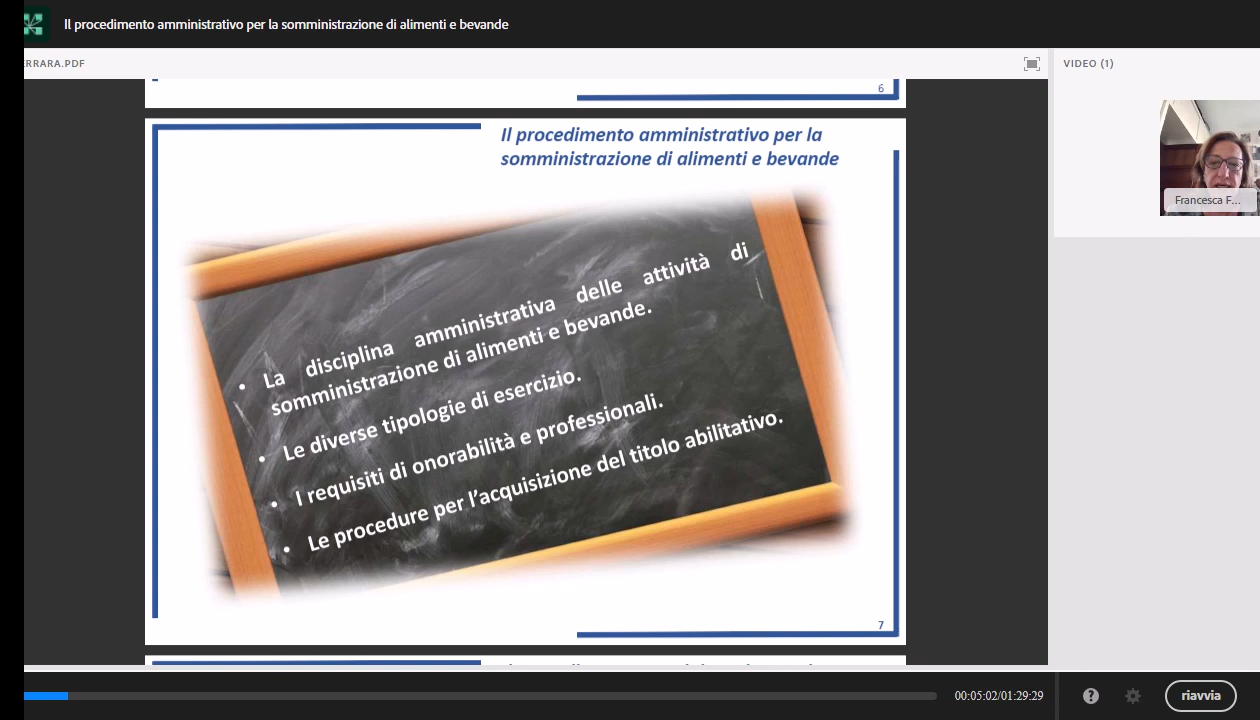 Il procedimento amministrativo per la somministrazione di alimenti e bevande
RRARA.PDF
VIDEO (1)
6
Il procedimento amministrativo per la
somministrazione di alimenti e bevande
• La disciplina amministrativa delle attività di
somministrazione di alimenti e bevande.
• Le diverse tipologie di esercizio.
• I requisiti di onorabilità e professionali.
• Le procedure per l'acquisizione del titolo abilitativo.
7
Francesca F...
00:05:02/01:29:29
?
riavvia